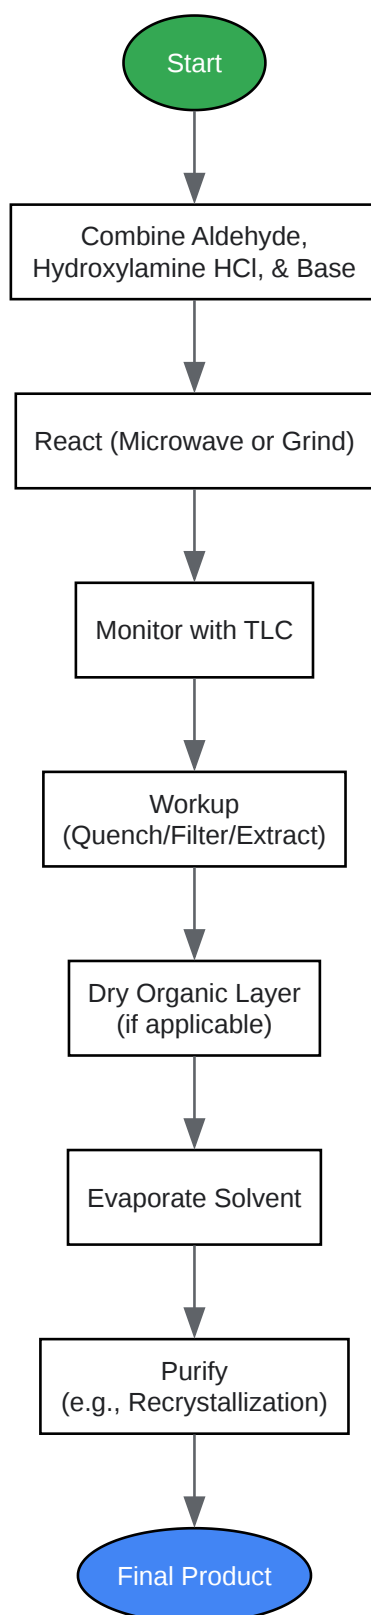 Start
Combine Aldehyde,
Hydroxylamine HCl, & Base
React (Microwave or Grind)
Monitor with TLC
Workup
(Quench/Filter/Extract)
Dry Organic Layer
(if applicable)
Evaporate Solvent
Purify
(e.g., Recrystallization)
Final Product